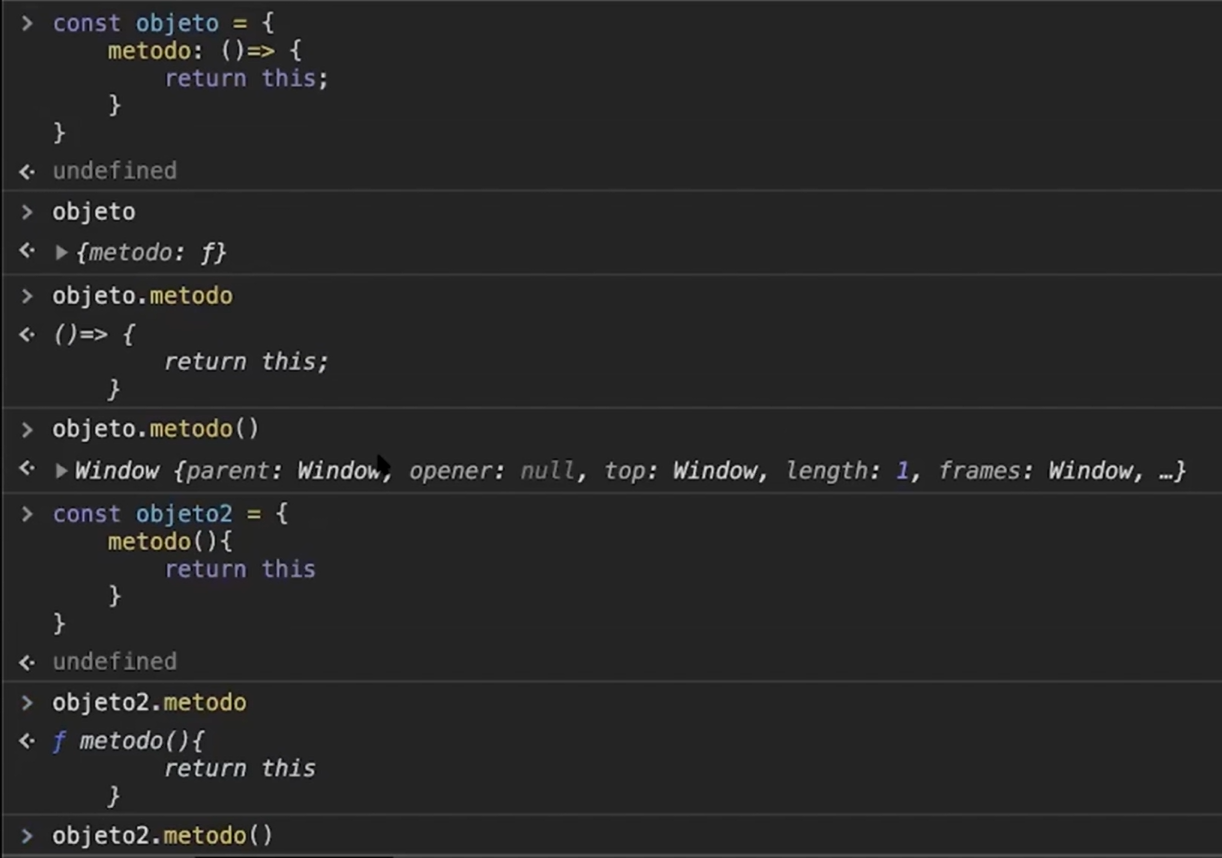 > const objeto = {
metodo: ()=> {
return this;
}
}
<· undefined
> objeto
<· ▶ {metodo: ƒ}
> objeto.metodo
<· ()=> {
return this;
}
> objeto.metodo()
<· ▶ Window {parent: Window, opener: null, top: Window, length: 1, frames: Window, …}
> const objeto2 = {
metodo(){
return this
}
}
<· undefined
> objeto2.metodo
<· ƒ metodo(){
return this
}
> objeto2.metodo()